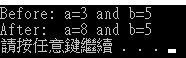 Before: a=3 and b=5
After:  a=8 and b=5
請按任意鍵繼續 . . .